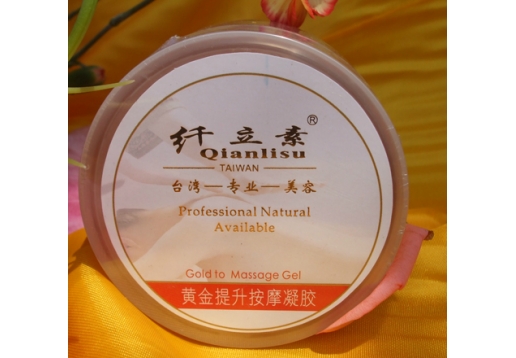 纤立素®
Qianlisu
TAIWAN
台湾—专业—美容
Professional Natural
Available
Gold to Massage Gel
黄金提升按摩凝胶